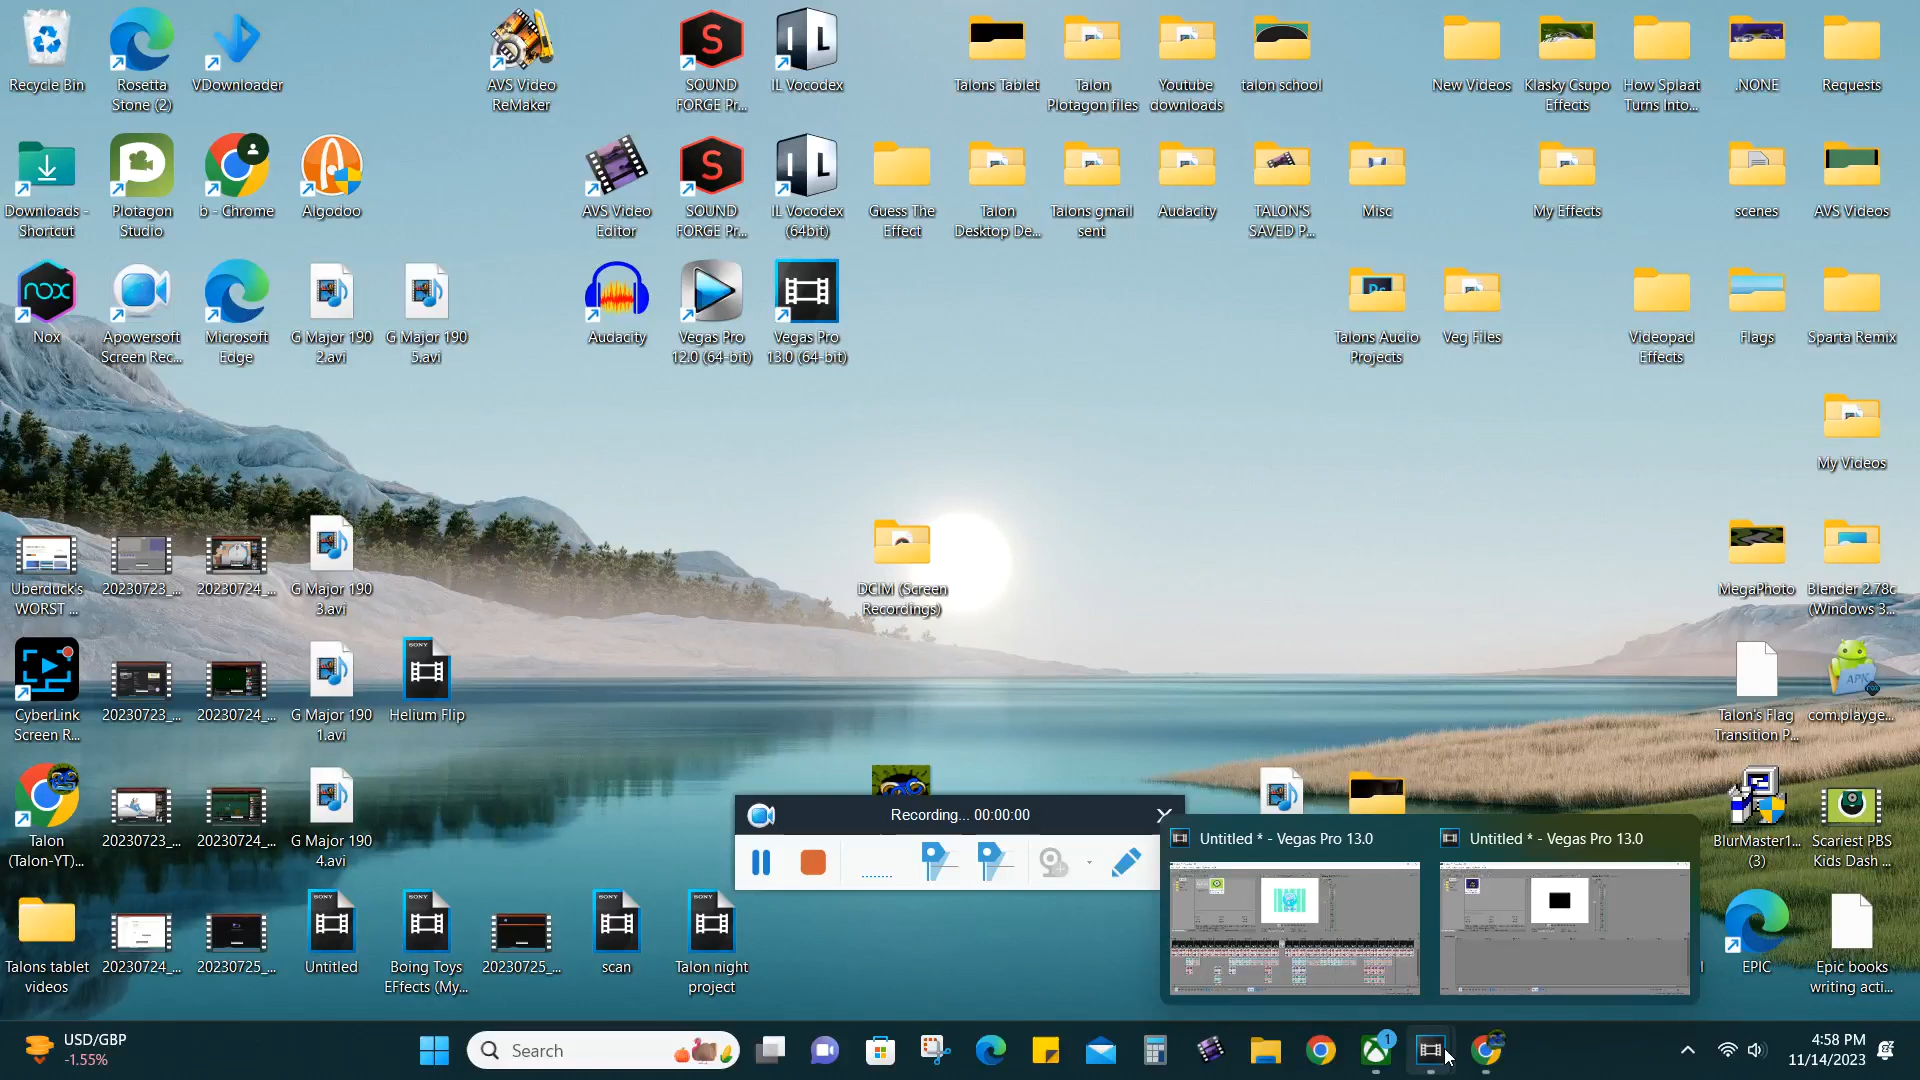 Recycle Bin
Rosetta Stone (2)
VDownloader
AVS Video ReMaker
SOUND FORGE Pr...
IL Vocodex
Talons Tablet
Talon Plotagon files
Youtube downloads
talon school
New Videos
Klasky Csupo Effects
How Splaat Turns Into...
.NONE
Requests
Downloads - Shortcut
Plotagon Studio
b - Chrome
Algodoo
AVS Video Editor
SOUND FORGE Pr...
IL Vocodex (64bit)
Guess The Effect
Talon Desktop De...
Talons gmail sent
Audacity
TALON'S SAVED P...
Misc
My Effects
scenes
AVS Videos
Nox
Apowersoft Screen Rec...
Microsoft Edge
G Major 190 2.avi
G Major 190 5.avi
Audacity
Vegas Pro 12.0 (64-bit)
Vegas Pro 13.0 (64-bit)
Talons Audio Projects
Veg Files
Videopad Effects
Flags
Sparta Remix
My Videos
Uberduck's WORST ...
20230723_...
20230724_...
G Major 190 3.avi
DCIM (Screen Recordings)
MegaPhoto
Blender 2.78c (Windows 3...
CyberLink Screen R...
20230723_...
20230724_...
G Major 190 1.avi
SONY
Helium Flip
Talon's Flag Transition P...
APK
com.playge...
Talon (Talon-YT)...
20230723_...
20230724_...
G Major 190 4.avi
Recording... 00:00:00
Untitled * - Vegas Pro 13.0
Untitled * - Vegas Pro 13.0
BlurMaster1... (3)
Scariest PBS Kids Dash ...
Talons tablet videos
20230724_...
20230725_...
SONY
Untitled
SONY
Boing Toys EFfects (My...
20230725_...
SONY
scan
SONY
Talon night project
EPIC
Epic books writing acti...
USD/GBP
-1.55%
Search
1
4:58 PM
11/14/2023